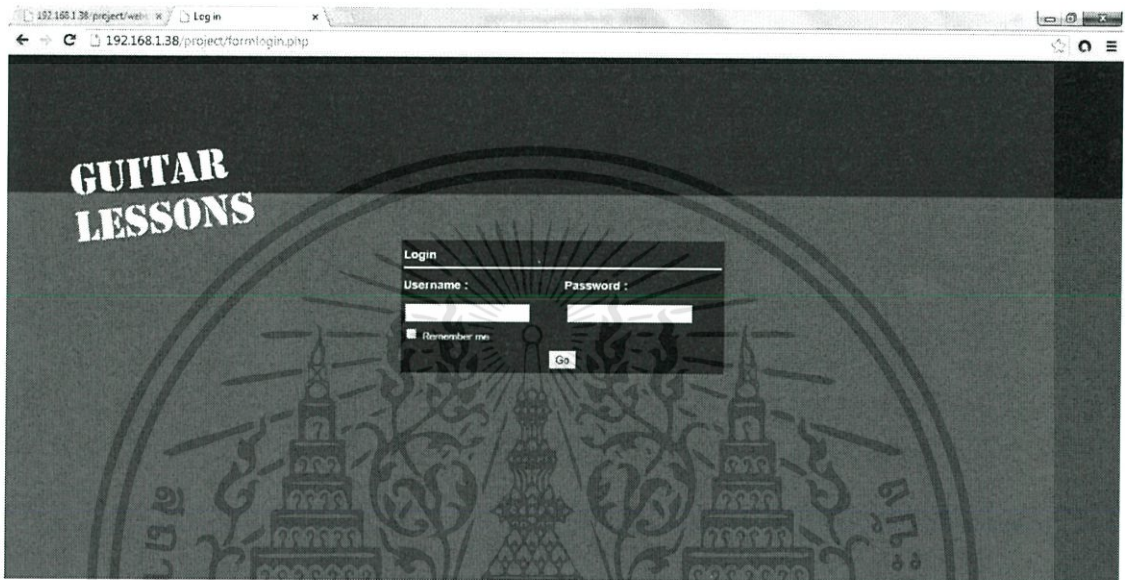 192.168.1.38/project/web
Log in
192.168.1.38/project/formlogin.php
GUITAR
LESSONS
Login
Username :
Password :
Remember me
Go